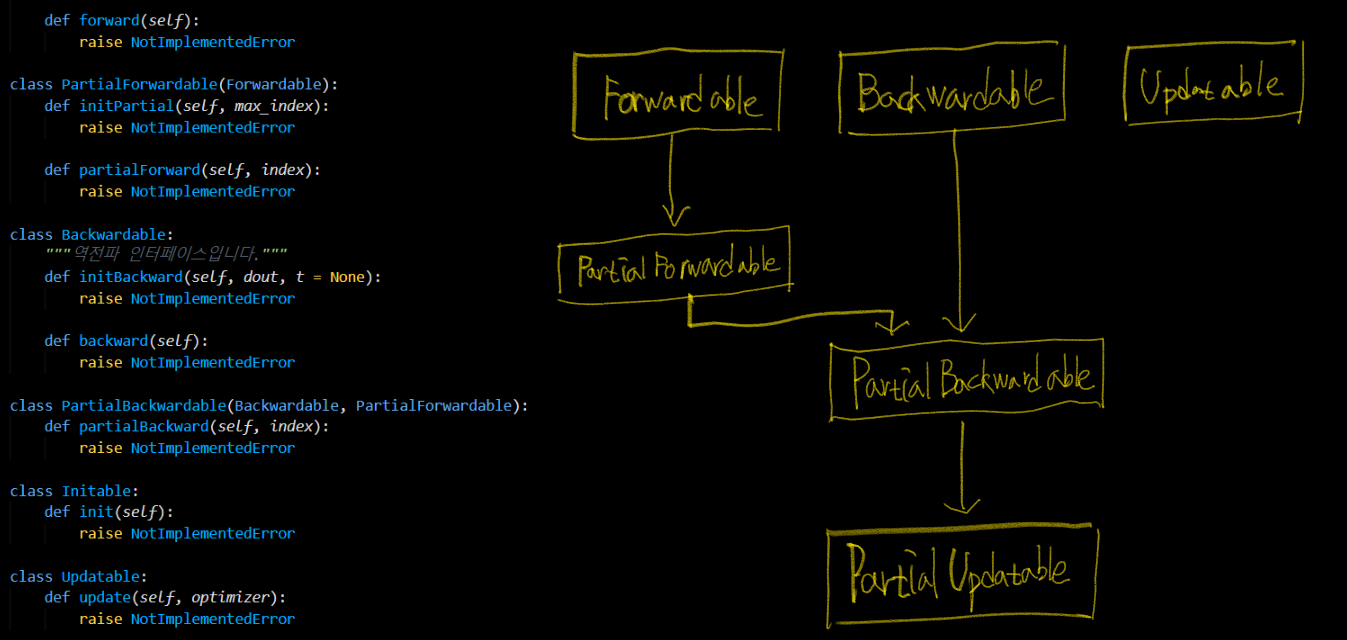 def forward(self):
raise NotImplementedError
class PartialForwardable(Forwardable):
def initPartial(self, max_index):
raise NotImplementedError
def partialForward(self, index):
raise NotImplementedError
class Backwardable:
"""역전파 인터페이스입니다."""
def initBackward(self, dout, t = None):
raise NotImplementedError
def backward(self):
raise NotImplementedError
class PartialBackwardable(Backwardable, PartialForwardable):
def partialBackward(self, index):
raise NotImplementedError
class Initable:
def init(self):
raise NotImplementedError
class Updatable:
def update(self, optimizer):
raise NotImplementedError
Forwardable
Backwardable
Updatable
Partial Forwardable
Partial Backwardable
Partial Updatable